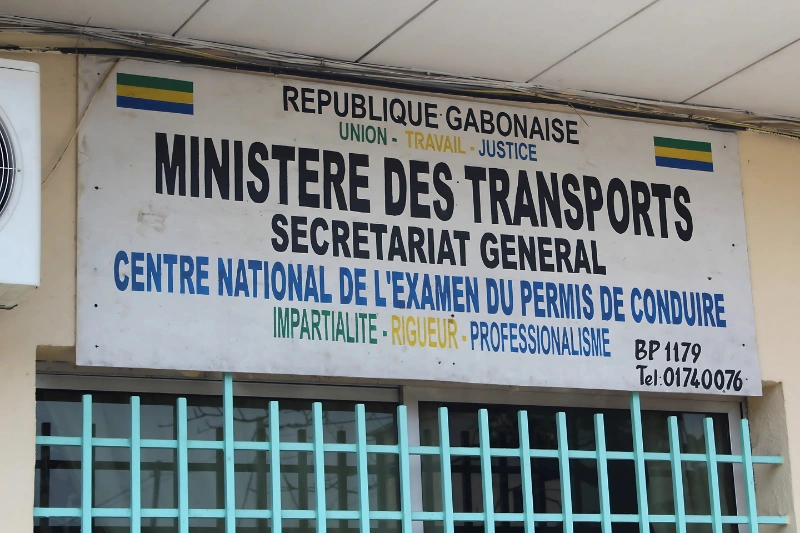 REPUBLIQUE GABONAISE
UNION - TRAVAIL - JUSTICE
MINISTERE DES TRANSPORTS
SECRETARIAT GENERAL
CENTRE NATIONAL DE L'EXAMEN DU PERMIS DE CONDUIRE
IMPARTIALITE - RIGUEUR - PROFESSIONALISME
BP 1179
Tel: 01740076